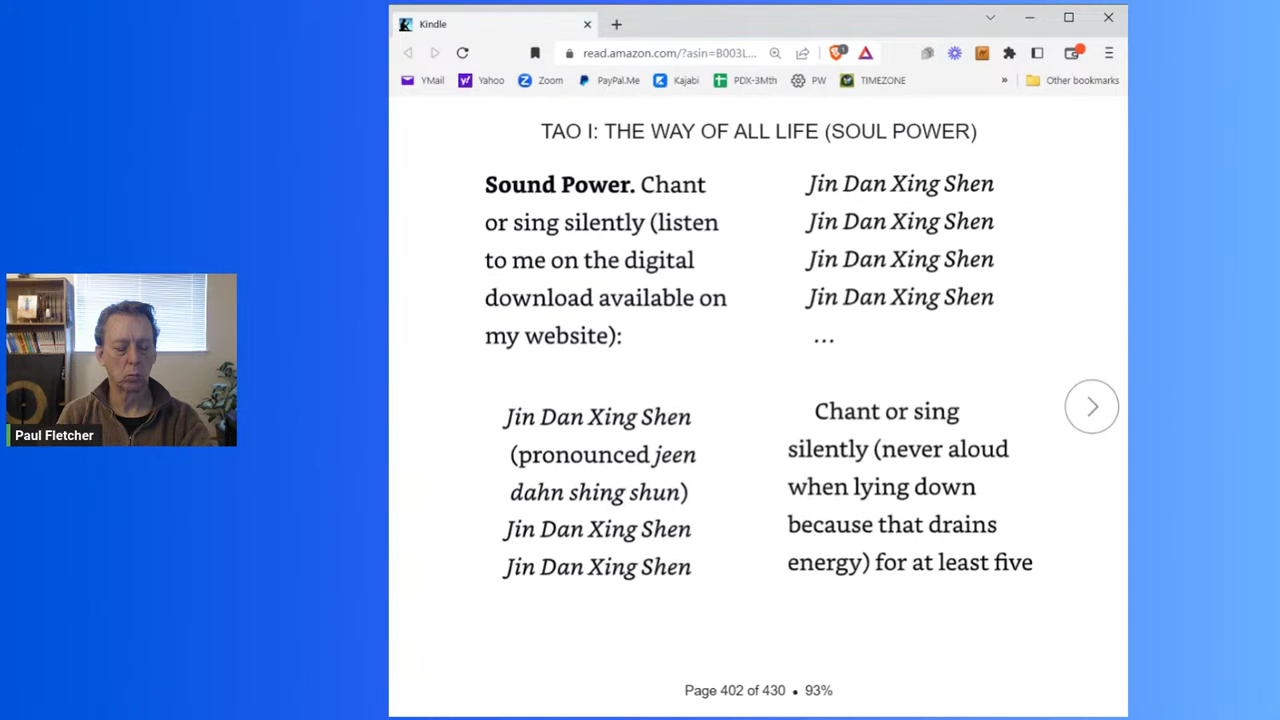 Kindle
read.amazon.com/?asin=B003L...
1
YMail
Yahoo
Zoom
PayPal.Me
Kajabi
PDX-3Mth
PW
TIMEZONE
»
Other bookmarks
TAO I: THE WAY OF ALL LIFE (SOUL POWER)
Sound Power. Chant
or sing silently (listen
to me on the digital
download available on
my website):
Jin Dan Xing Shen
(pronounced jeen
dahn shing shun)
Jin Dan Xing Shen
Jin Dan Xing Shen
Jin Dan Xing Shen
Jin Dan Xing Shen
Jin Dan Xing Shen
Jin Dan Xing Shen
...
Chant or sing
silently (never aloud
when lying down
because that drains
energy) for at least five
Page 402 of 430 • 93%
Paul Fletcher